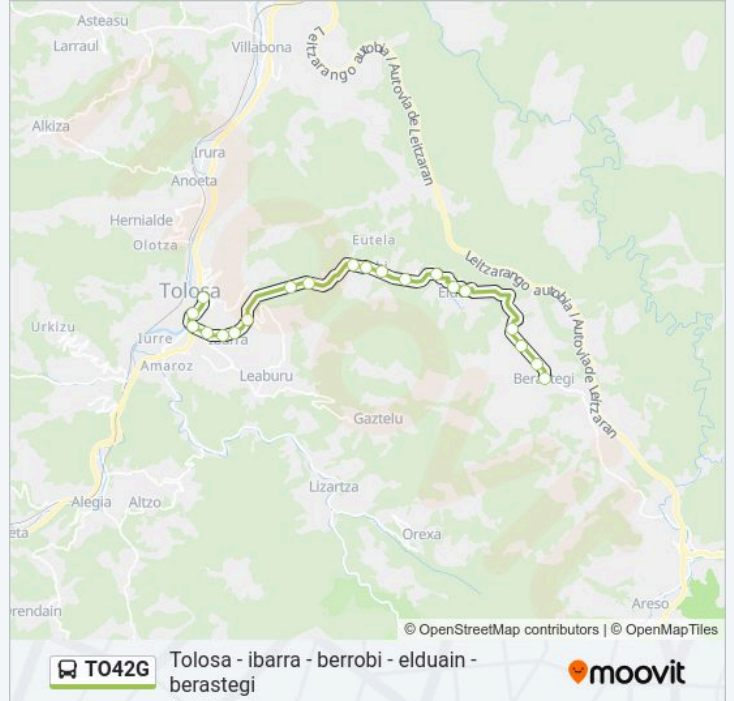 Asteasu
Larraul
Villabona
Leitzarango autobia / Autovía de Leitzaran
Alkiza
Irura
Anoeta
Hernialde
Olotza
Eutela
Leitzarango autobia / Autovía de Leitzaran
Tolosa
Urkizu
Iurre
Ibarra
Amaroz
Leaburu
Berastegi
Gaztelu
Lizartza
Alegia
Altzo
Orexa
Areso
© OpenStreetMap contributors | © OpenMapTiles
TO42G
Tolosa - ibarra - berrobi - elduain -
berastegi
moovit